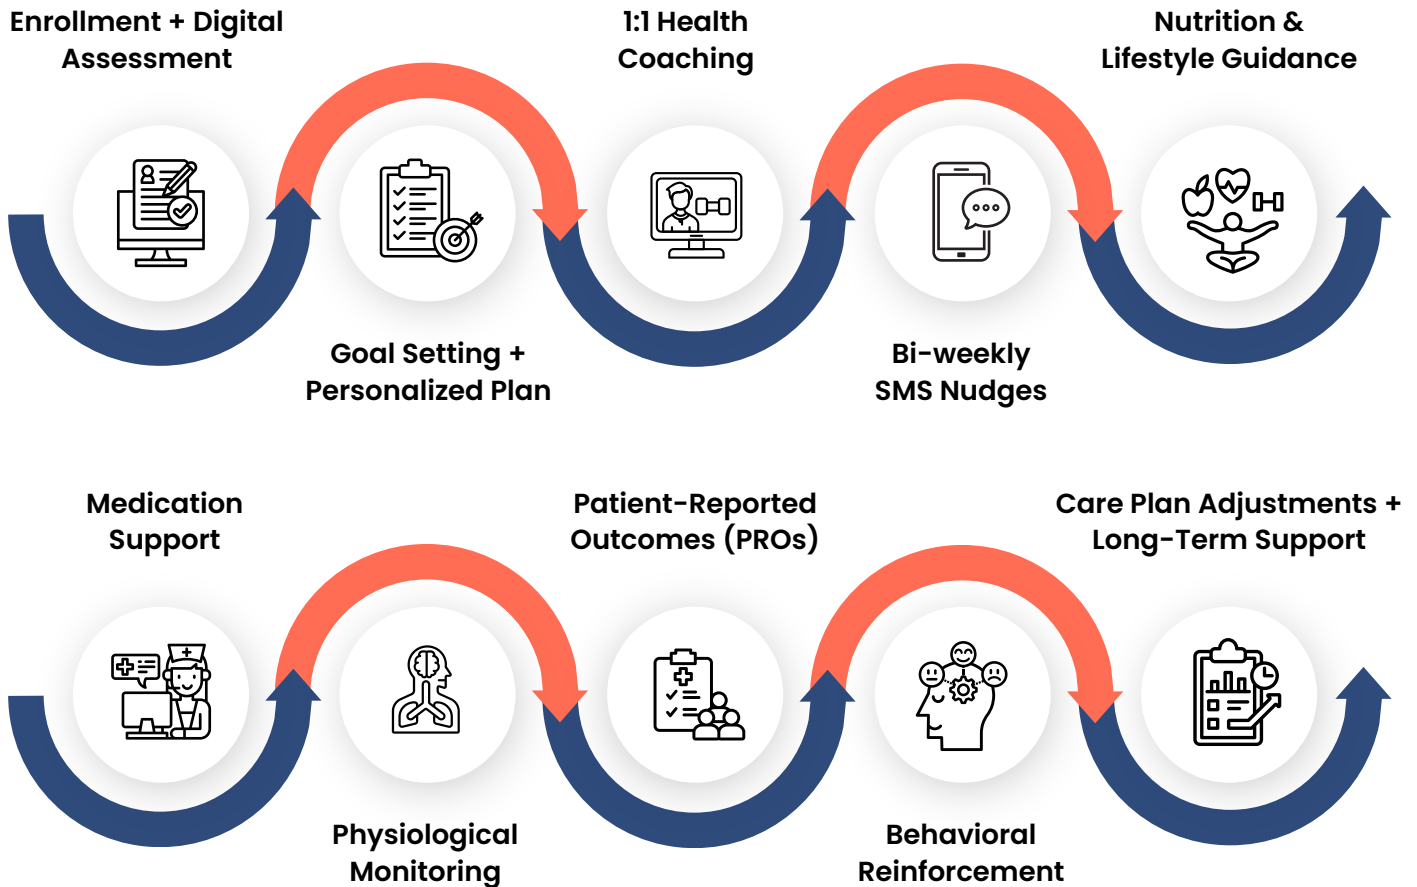 Enrollment + Digital
Assessment
Goal Setting +
Personalized Plan
1:1 Health
Coaching
Bi-weekly
SMS Nudges
Nutrition &
Lifestyle Guidance
Medication
Support
Physiological
Monitoring
Patient-Reported
Outcomes (PROs)
Behavioral
Reinforcement
Care Plan Adjustments +
Long-Term Support